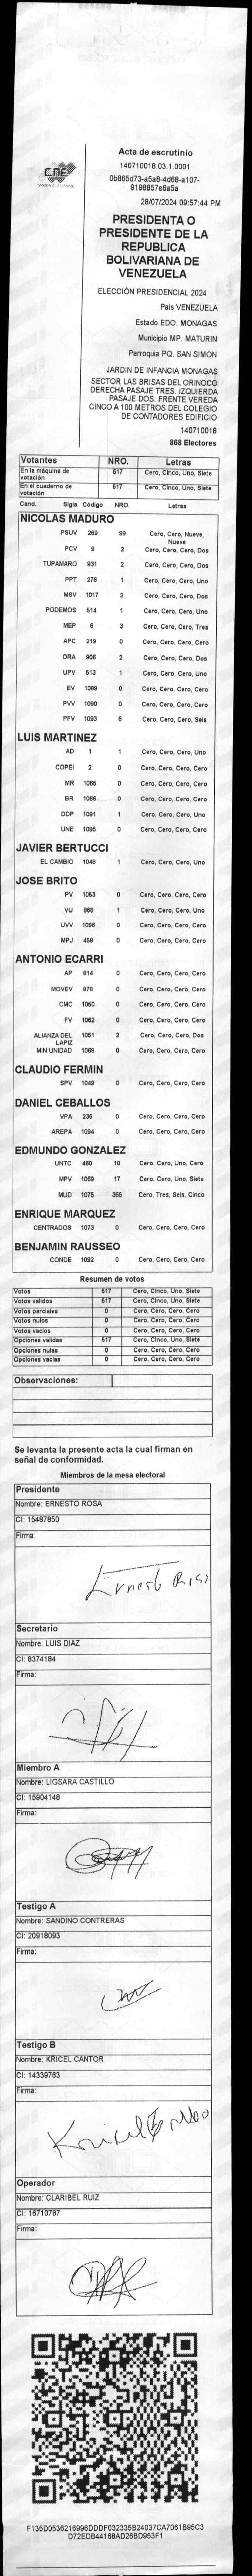 CNE
Acta de escrutinio
140710018.03.1.0001
0b865d73-a5a8-4d68-a107-
9198857e6a5a
28/07/2024 09:57:44 PM
PRESIDENTA O
PRESIDENTE DE LA
REPUBLICA
BOLIVARIANA DE
VENEZUELA
ELECCIÓN PRESIDENCIAL 2024
País VENEZUELA
Estado EDO. MONAGAS
Municipio MP. MATURIN
Parroquia PQ. SAN SIMON
JARDIN DE INFANCIA MONAGAS
SECTOR LAS BRISAS DEL ORINOCO
DERECHA PASAJE TRES. IZQUIERDA
PASAJE DOS. FRENTE VEREDA
CINCO A 100 METROS DEL COLEGIO
DE CONTADORES EDIFICIO
140710018
868 Electores
Votantes NRO. Letras
En la máquina de votación 517 Cero, Cinco, Uno, Siete
En el cuaderno de votación 517 Cero, Cinco, Uno, Siete
Cand. Sigla Código NRO. Letras
NICOLAS MADURO
PSUV 269 99 Cero, Cero, Nueve, Nueve
PCV 9 2 Cero, Cero, Cero, Dos
TUPAMARO 931 2 Cero, Cero, Cero, Dos
PPT 276 1 Cero, Cero, Cero, Uno
MSV 1017 2 Cero, Cero, Cero, Dos
PODEMOS 514 1 Cero, Cero, Cero, Uno
MEP 6 3 Cero, Cero, Cero, Tres
APC 219 0 Cero, Cero, Cero, Cero
ORA 906 2 Cero, Cero, Cero, Dos
UPV 513 1 Cero, Cero, Cero, Uno
EV 1089 0 Cero, Cero, Cero, Cero
PVV 1090 0 Cero, Cero, Cero, Cero
PFV 1093 6 Cero, Cero, Cero, Seis
LUIS MARTINEZ
AD 1 1 Cero, Cero, Cero, Uno
COPEI 2 0 Cero, Cero, Cero, Cero
MR 1065 0 Cero, Cero, Cero, Cero
BR 1066 0 Cero, Cero, Cero, Cero
DDP 1091 1 Cero, Cero, Cero, Uno
UNE 1095 0 Cero, Cero, Cero, Cero
JAVIER BERTUCCI
EL CAMBIO 1048 1 Cero, Cero, Cero, Uno
JOSE BRITO
PV 1053 0 Cero, Cero, Cero, Cero
VU 868 1 Cero, Cero, Cero, Uno
UVV 1096 0 Cero, Cero, Cero, Cero
MPJ 459 0 Cero, Cero, Cero, Cero
ANTONIO ECARRI
AP 814 0 Cero, Cero, Cero, Cero
MOVEV 878 0 Cero, Cero, Cero, Cero
CMC 1050 0 Cero, Cero, Cero, Cero
FV 1062 0 Cero, Cero, Cero, Cero
ALIANZA DEL LAPIZ 1051 2 Cero, Cero, Cero, Dos
MIN UNIDAD 1069 0 Cero, Cero, Cero, Cero
CLAUDIO FERMIN
SPV 1049 0 Cero, Cero, Cero, Cero
DANIEL CEBALLOS
VPA 236 0 Cero, Cero, Cero, Cero
AREPA 1094 0 Cero, Cero, Cero, Cero
EDMUNDO GONZALEZ
UNTC 460 10 Cero, Cero, Uno, Cero
MPV 1089 17 Cero, Cero, Uno, Siete
MUD 1075 365 Cero, Tres, Seis, Cinco
ENRIQUE MARQUEZ
CENTRADOS 1073 0 Cero, Cero, Cero, Cero
BENJAMIN RAUSSEO
CONDE 1092 0 Cero, Cero, Cero, Cero
Resumen de votos
Votos 517 Cero, Cinco, Uno, Siete
Votos validos 517 Cero, Cinco, Uno, Siete
Votos parciales 0 Cero, Cero, Cero, Cero
Votos nulos 0 Cero, Cero, Cero, Cero
Votos vacios 0 Cero, Cero, Cero, Cero
Opciones validas 517 Cero, Cinco, Uno, Siete
Opciones nulas 0 Cero, Cero, Cero, Cero
Opciones vacias 0 Cero, Cero, Cero, Cero
Observaciones:
Se levanta la presente acta la cual firman en
señal de conformidad.
Miembros de la mesa electoral
Presidente
Nombre: ERNESTO ROSA
CI: 15487850
Firma:
Ernesto Rosa
Secretario
Nombre: LUIS DIAZ
CI: 8374184
Firma:
Miembro A
Nombre: LIGSARA CASTILLO
CI: 15904148
Firma:
Testigo A
Nombre: SANDINO CONTRERAS
CI: 20918093
Firma:
Testigo B
Nombre: KRICEL CANTOR
CI: 14339763
Firma:
Kricel
Operador
Nombre: CLARIBEL RUIZ
CI: 16710787
Firma:
F135D0536216996DDDF032335B24037CA7061B95C3
D72EDB4416BAD26BD953F1